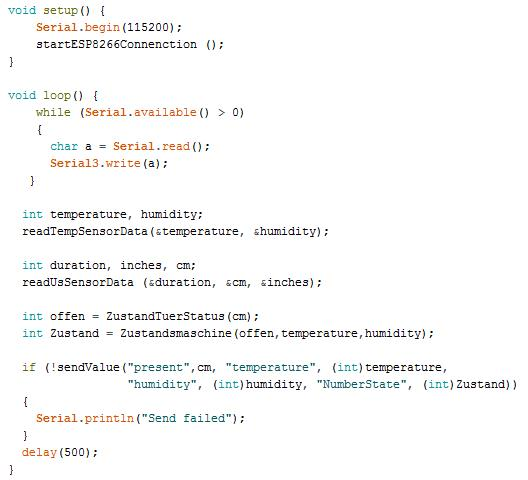 void setup() {
    Serial.begin(115200);
    startESP8266Connenction ();
}

void loop() {
    while (Serial.available() > 0)
    {
      char a = Serial.read();
      Serial3.write(a);
   }

  int temperature, humidity;
  readTempSensorData(&temperature, &humidity);

  int duration, inches, cm;
  readUsSensorData (&duration, &cm, &inches);

  int offen = ZustandTuerStatus(cm);
  int Zustand = Zustandsmaschine(offen,temperature,humidity);

  if (!sendValue("present",cm, "temperature", (int)temperature,
                 "humidity", (int)humidity, "NumberState", (int)Zustand))
  {
    Serial.println("Send failed");
  }
  delay(500);
}